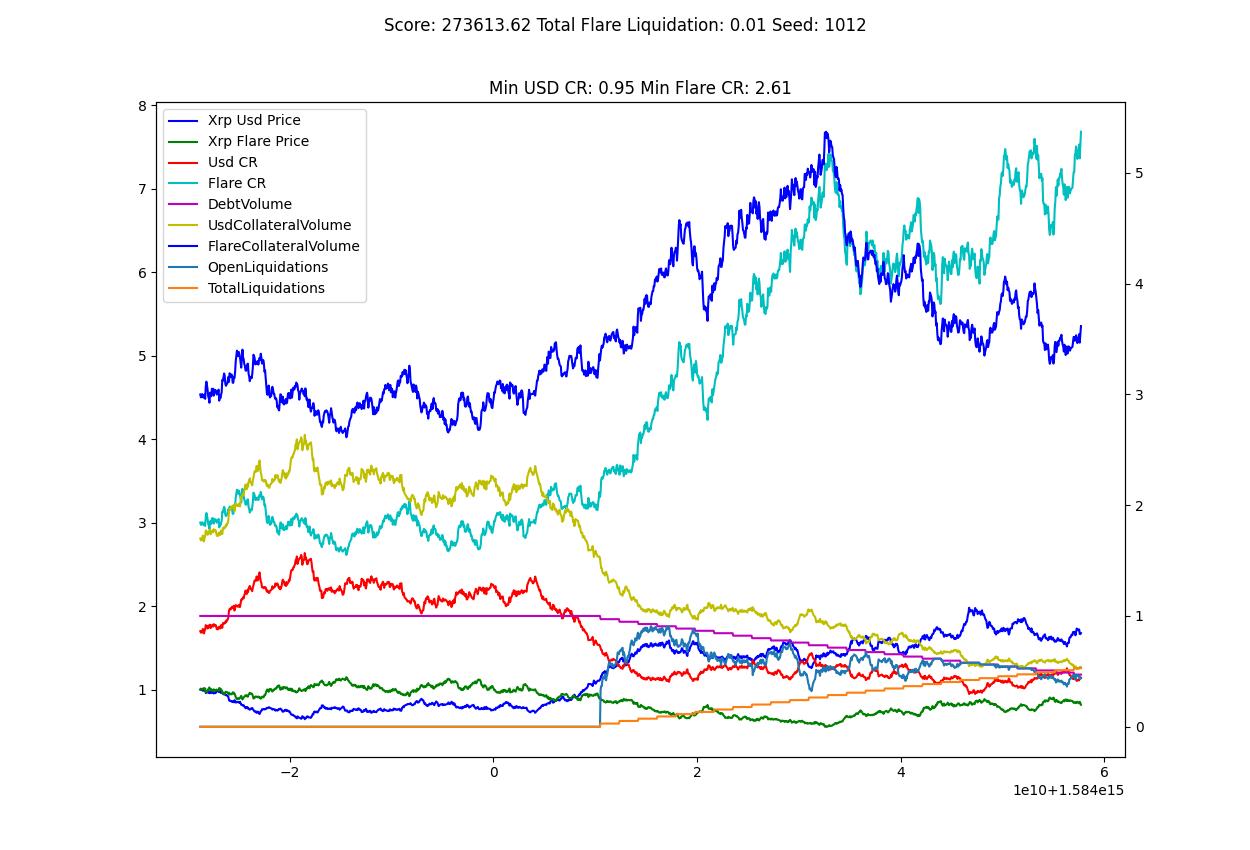 Score: 273613.62 Total Flare Liquidation: 0.01 Seed: 1012
Min USD CR: 0.95 Min Flare CR: 2.61
Xrp Usd Price
Xrp Flare Price
Usd CR
Flare CR
DebtVolume
UsdCollateralVolume
FlareCollateralVolume
OpenLiquidations
TotalLiquidations
8
7
6
5
4
3
2
1
5
4
3
2
1
0
−2
0
2
4
6
1e10+1.584e15